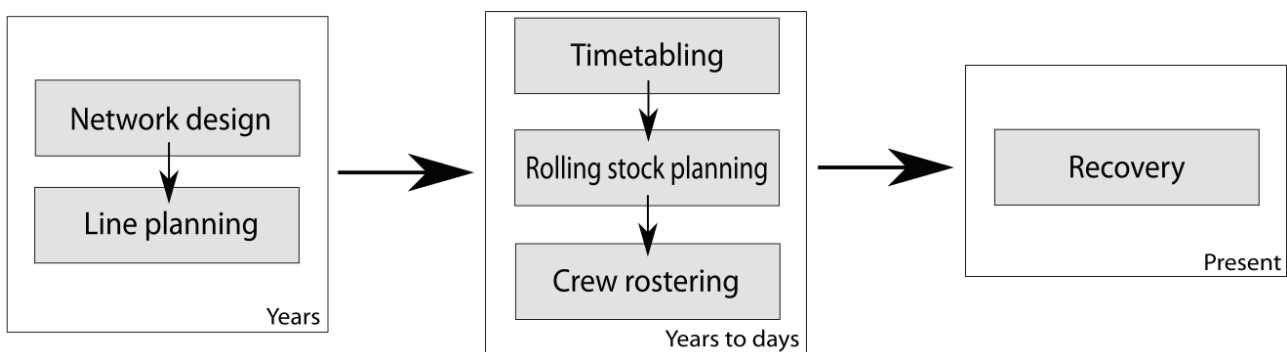 Network design
Line planning
Years
Timetabling
Rolling stock planning
Crew rostering
Years to days
Recovery
Present